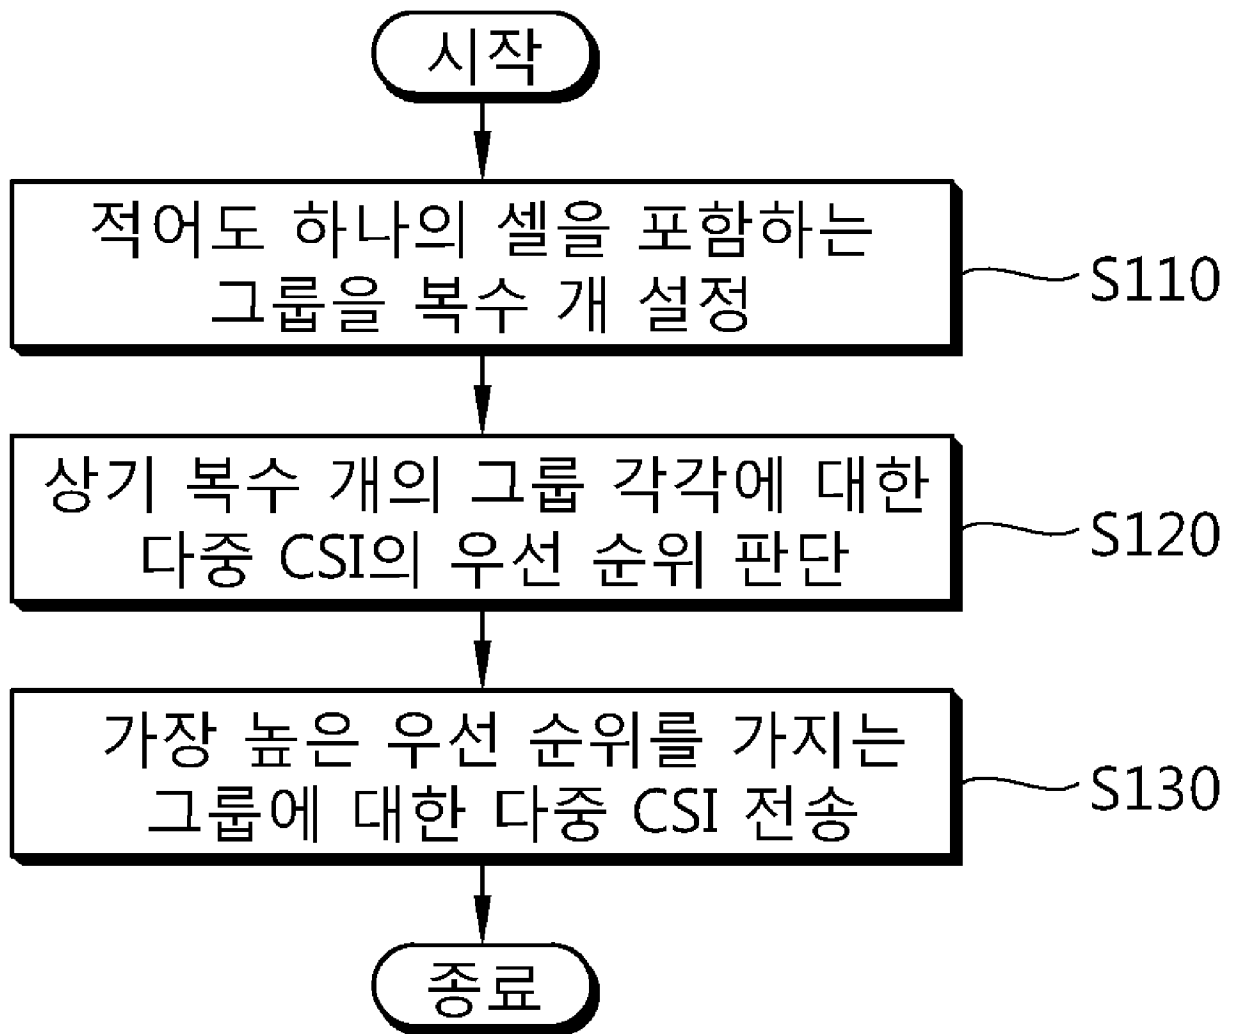 시작
적어도 하나의 셀을 포함하는
그룹을 복수 개 설정
S110
상기 복수 개의 그룹 각각에 대한
다중 CSI의 우선 순위 판단
S120
가장 높은 우선 순위를 가지는
그룹에 대한 다중 CSI 전송
S130
종료